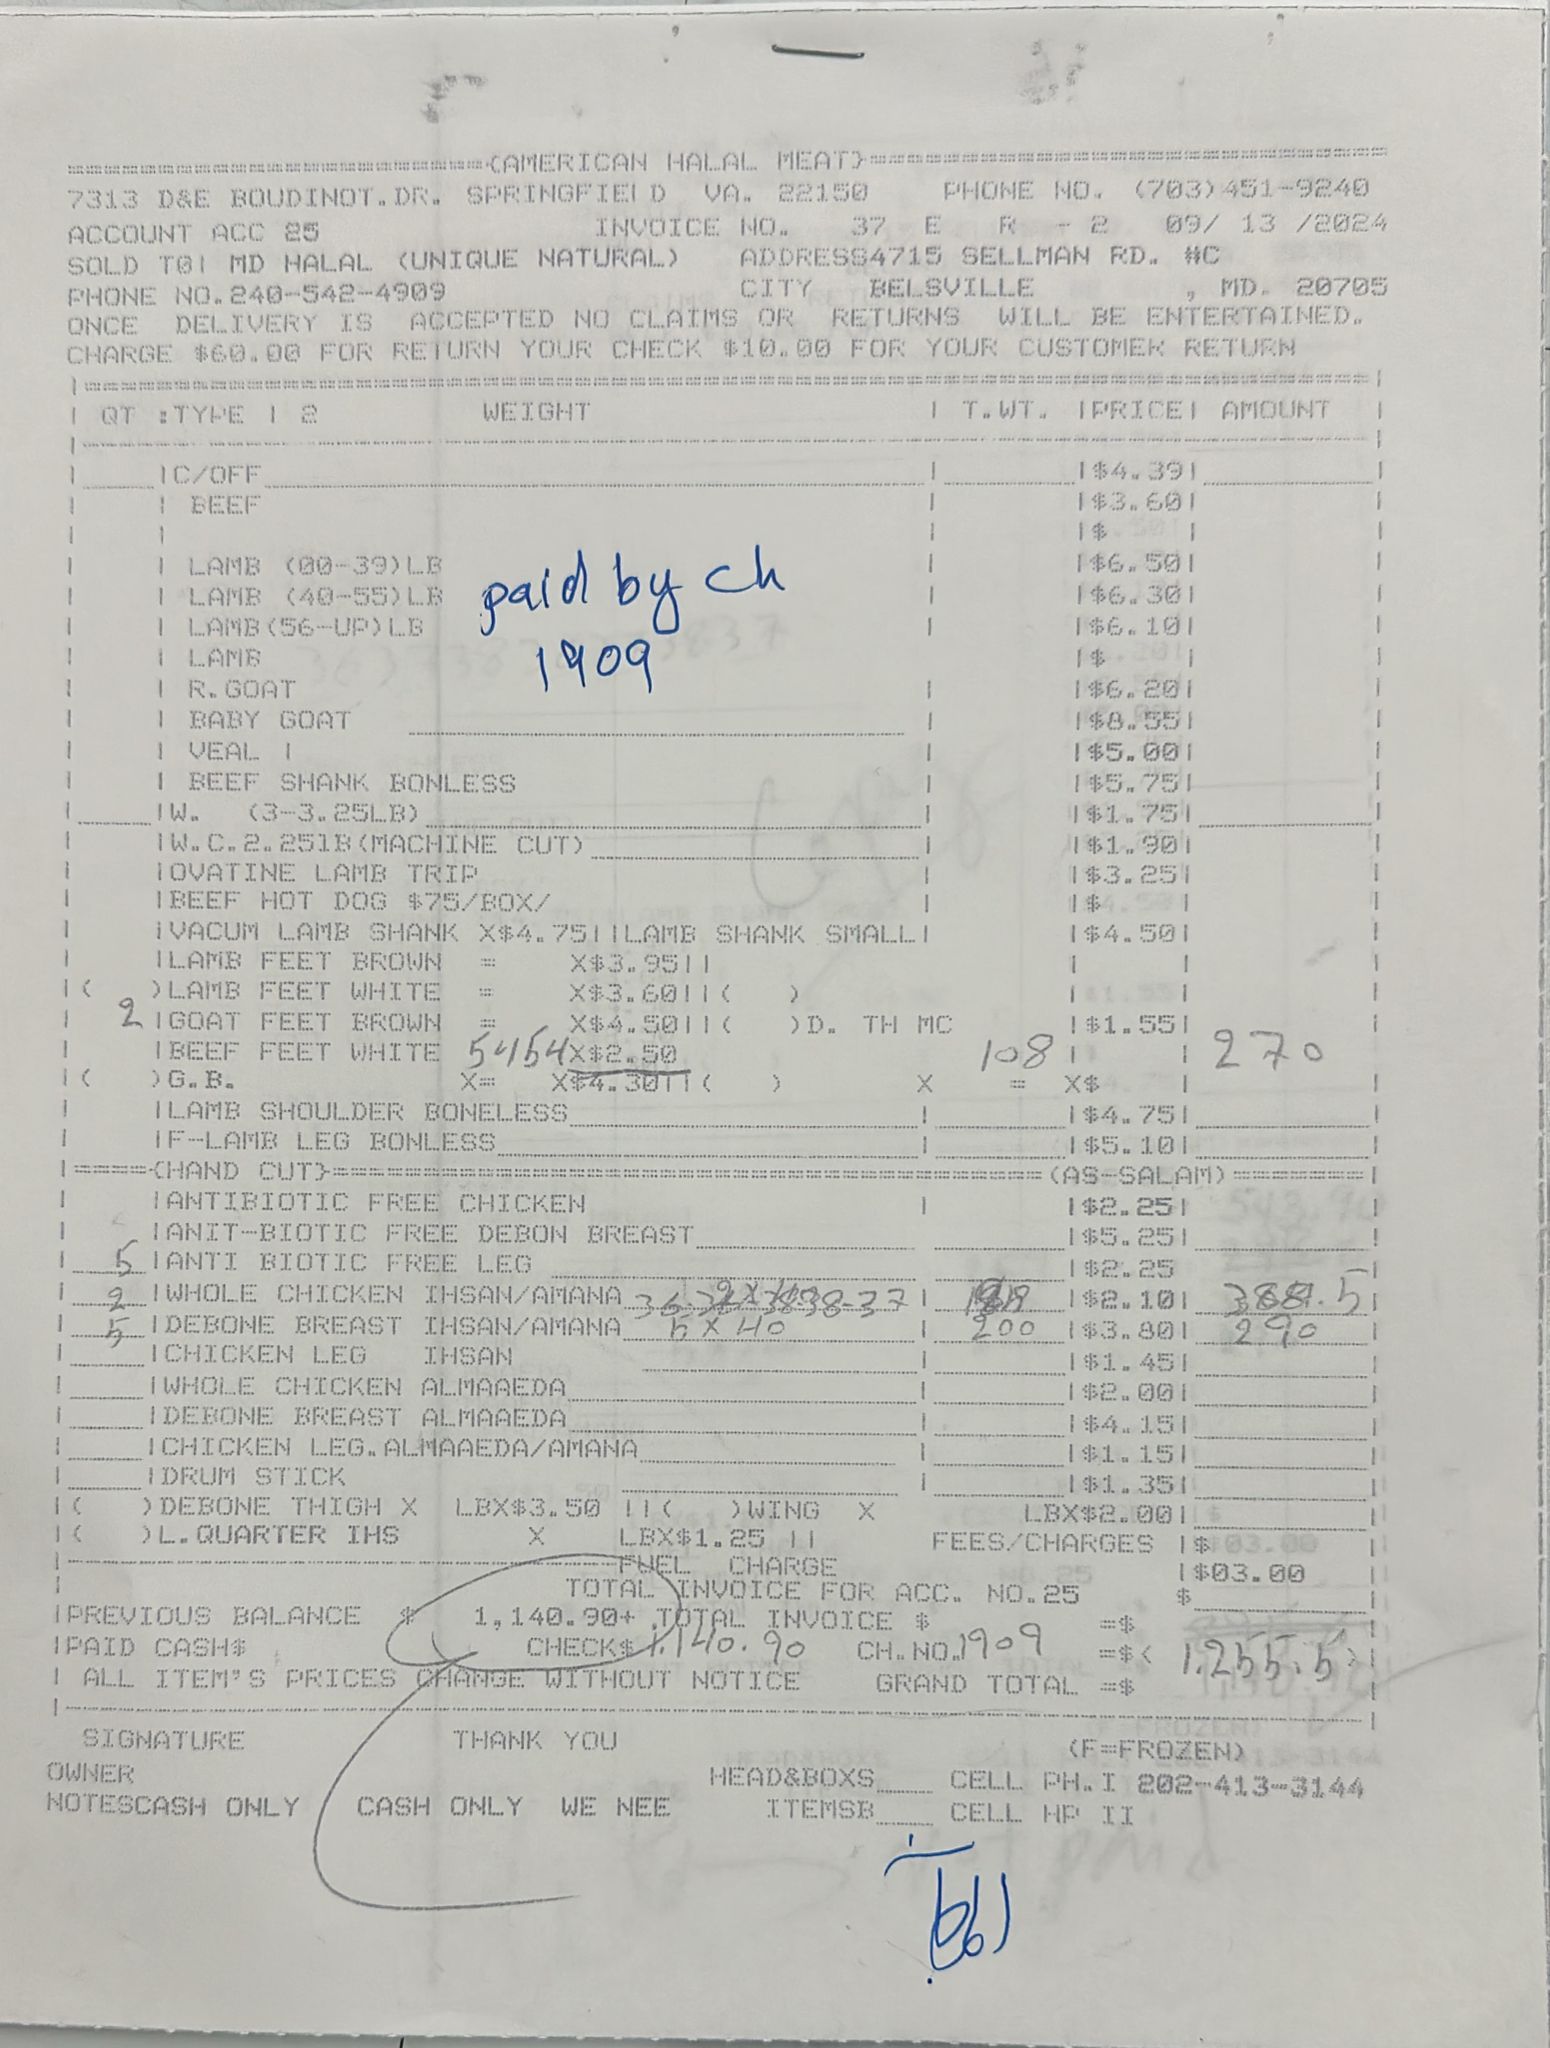 (AMERICAN HALAL MEAT)
7313 D&E BOUDINOT.DR. SPRINGFIELD VA. 22150 PHONE NO. (703)451-9240
ACCOUNT ACC 25 INVOICE NO. 37 E R - 2 09/ 13 /2024
SOLD TO| MD HALAL (UNIQUE NATURAL) ADDRESS4715 SELLMAN RD. #C
PHONE NO.240-542-4909 CITY BELSVILLE , MD. 20705
ONCE DELIVERY IS ACCEPTED NO CLAIMS OR RETURNS WILL BE ENTERTAINED.
CHARGE $60.00 FOR RETURN YOUR CHECK $10.00 FOR YOUR CUSTOMER RETURN
QT :TYPE | 2 WEIGHT | T.WT. |PRICE| AMOUNT
C/OFF $4.39
BEEF $3.60
$
LAMB (00-39)LB $6.50
LAMB (40-55)LB $6.30
paid by ch
LAMB(56-UP)LB $6.10
LAMB $
1909
R.GOAT $6.20
BABY GOAT $8.55
VEAL | $5.00
BEEF SHANK BONLESS $5.75
W. (3-3.25LB) $1.75
W.C.2.25lB(MACHINE CUT) $1.90
OVATINE LAMB TRIP $3.25
BEEF HOT DOG $75/BOX/ $
VACUM LAMB SHANK X$4.75||LAMB SHANK SMALL| $4.50
LAMB FEET BROWN = X$3.95||
( )LAMB FEET WHITE = X$3.60||( )
2 GOAT FEET BROWN = X$4.50||( )D. TH MC $1.55
BEEF FEET WHITE 5454 X$2.50 108 270
( )G.B. X= X$4.30||( ) X = X$
LAMB SHOULDER BONELESS $4.75
F-LAMB LEG BONLESS $5.10
(HAND CUT) (AS-SALAM)
ANTIBIOTIC FREE CHICKEN $2.25
ANIT-BIOTIC FREE DEBON BREAST $5.25
5 ANTI BIOTIC FREE LEG $2.25
2 WHOLE CHICKEN IHSAN/AMANA $2.10
5 DEBONE BREAST IHSAN/AMANA 5 X 40 200 $3.80 290
CHICKEN LEG IHSAN $1.45
WHOLE CHICKEN ALMAAEDA $2.00
DEBONE BREAST ALMAAEDA $4.15
CHICKEN LEG.ALMAAEDA/AMANA $1.15
DRUM STICK $1.35
( )DEBONE THIGH X LBX$3.50 ||( )WING X LBX$2.00
( )L.QUARTER IHS X LBX$1.25 || FEES/CHARGES $
FUEL CHARGE $03.00
TOTAL INVOICE FOR ACC. NO.25 $
PREVIOUS BALANCE $ 1,140.90+ TOTAL INVOICE $ =$
PAID CASH$ CHECK$ 1.140.90 CH.NO.1909 =$( 1.255.5 )
ALL ITEM'S PRICES CHANGE WITHOUT NOTICE GRAND TOTAL =$
SIGNATURE THANK YOU (F=FROZEN)
OWNER HEAD&BOXS CELL PH.I 202-413-3144
NOTESCASH ONLY CASH ONLY WE NEE ITEMSB CELL HP II